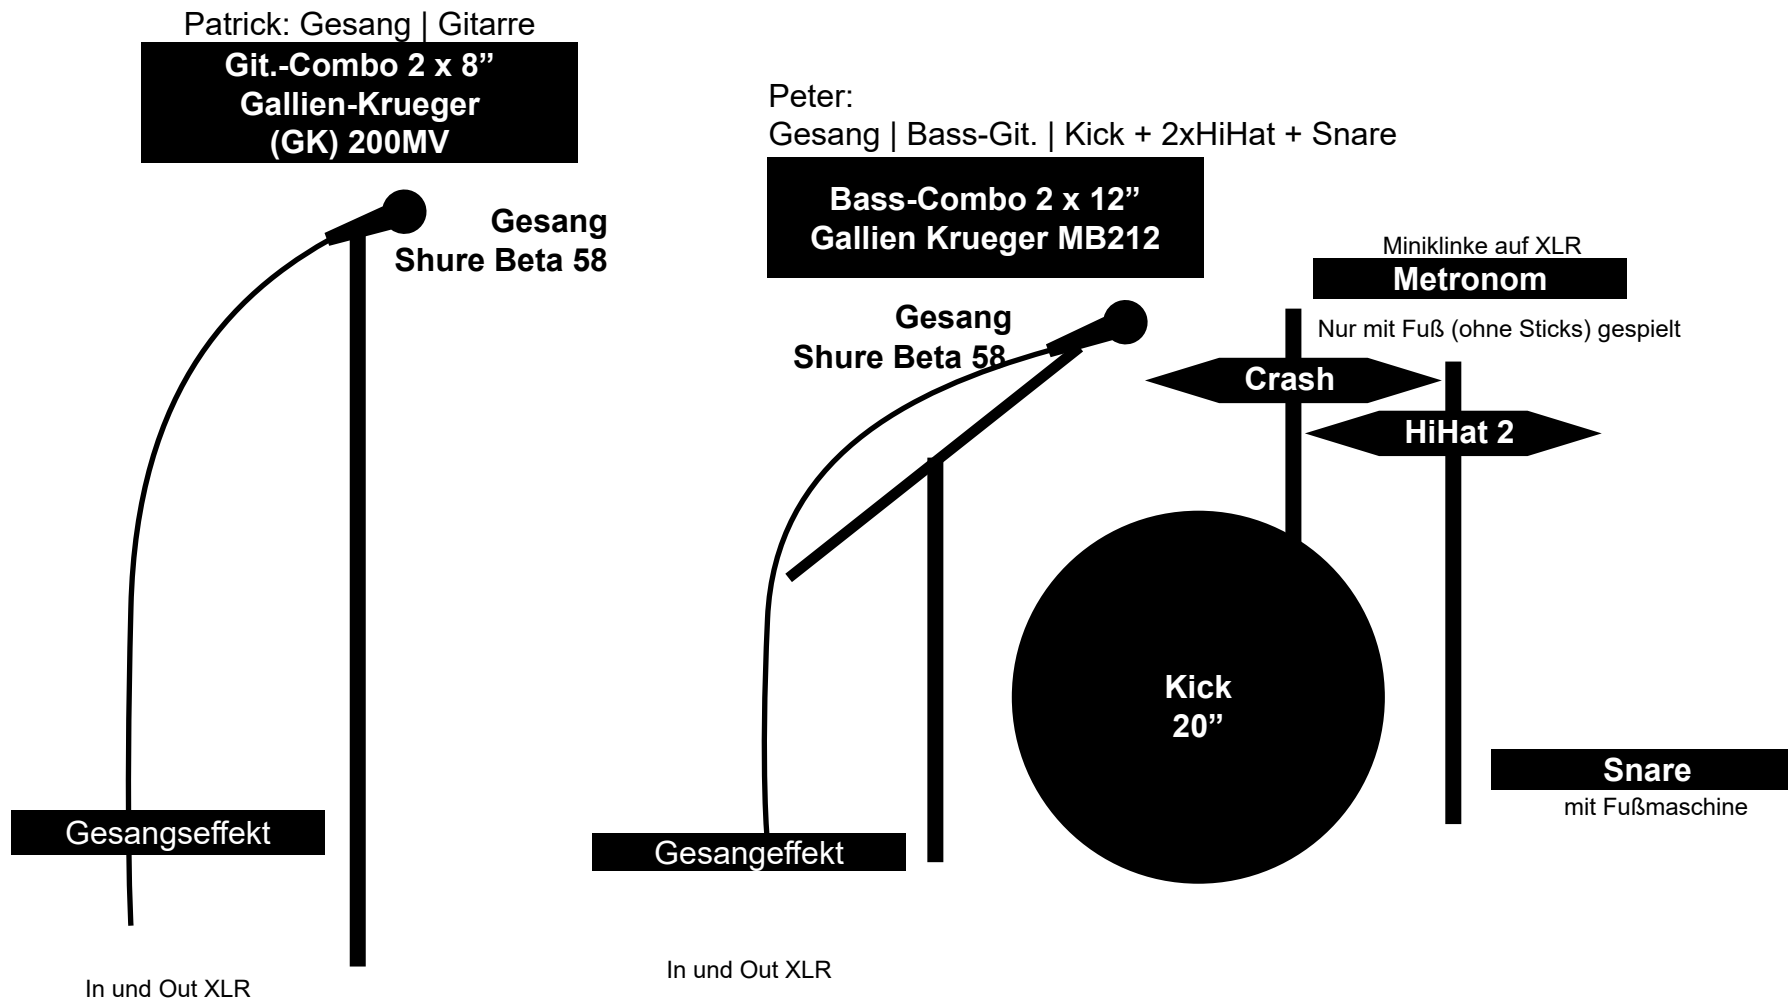 Patrick: Gesang | Gitarre
Git.-Combo 2 x 8”
Gallien-Krueger
(GK) 200MV
Gesang
Shure Beta 58
Gesangseffekt
In und Out XLR
Peter:
Gesang | Bass-Git. | Kick + 2xHiHat + Snare
Bass-Combo 2 x 12”
Gallien Krueger MB212
Gesang
Shure Beta 58
Gesangeffekt
In und Out XLR
Miniklinke auf XLR
Metronom
Nur mit Fuß (ohne Sticks) gespielt
Crash
HiHat 2
Kick
20”
Snare
mit Fußmaschine